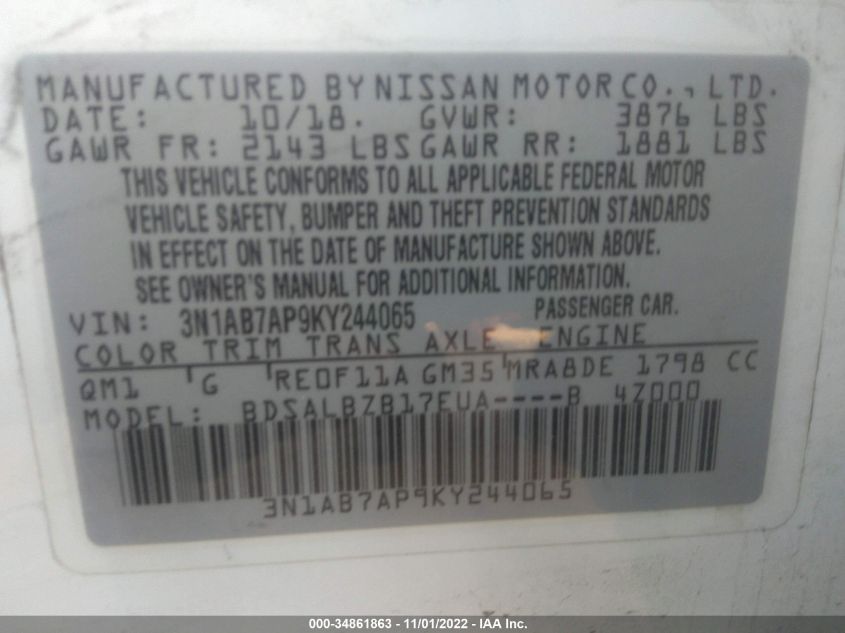 MANUFACTURED BY NISSAN MOTOR CO., LTD.
DATE: 10/18. GVWR: 3876 LBS
GAWR FR: 2143 LBS GAWR RR: 1881 LBS
THIS VEHICLE CONFORMS TO ALL APPLICABLE FEDERAL MOTOR
VEHICLE SAFETY, BUMPER AND THEFT PREVENTION STANDARDS
IN EFFECT ON THE DATE OF MANUFACTURE SHOWN ABOVE.
SEE OWNER'S MANUAL FOR ADDITIONAL INFORMATION.
VIN: 3N1AB7AP9KY244065 PASSENGER CAR.
COLOR TRIM TRANS AXLE ENGINE
QM1 G RE0F11A GM35 MRA8DE 1798 CC
MODEL: BDSALBZB17EUA----B 4Z000
3N1AB7AP9KY244065
000-34861863 - 11/01/2022 - IAA Inc.